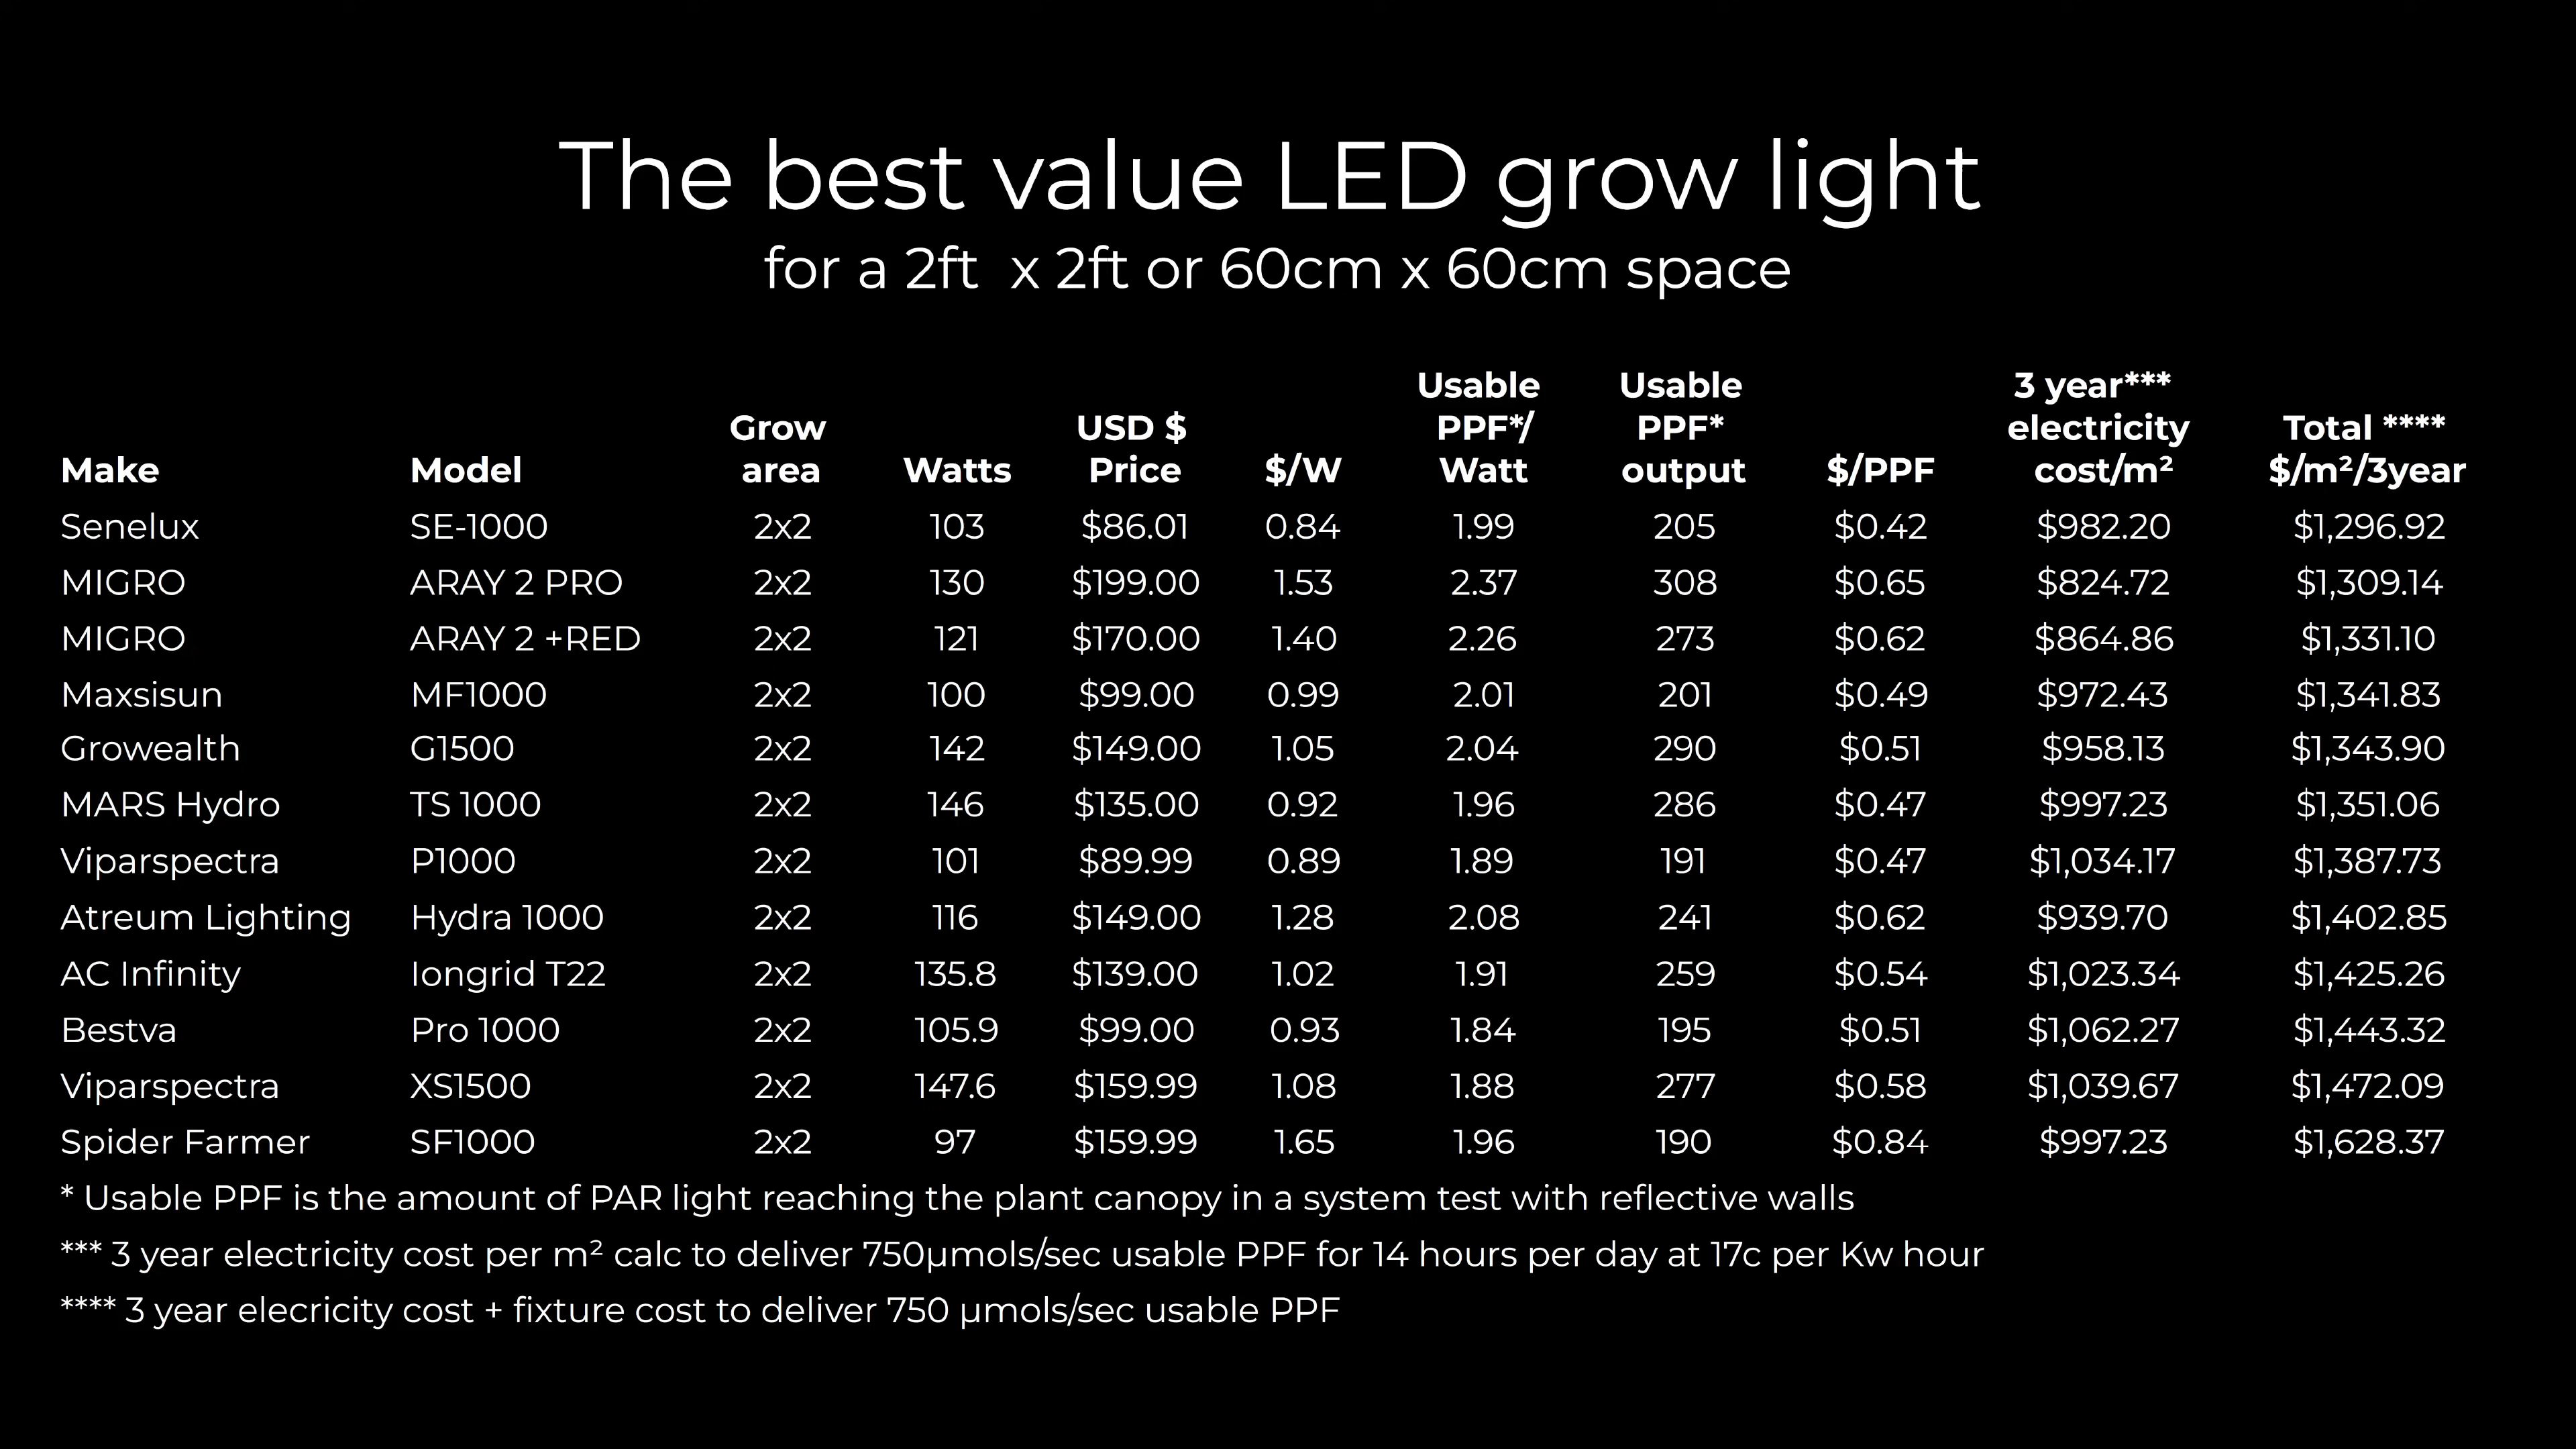 The best value LED grow light
for a 2ft x 2ft or 60cm x 60cm space
Make Model Grow area Watts USD $ Price $/W Usable PPF*/ Watt Usable PPF* output $/PPF 3 year*** electricity cost/m² Total **** $/m²/3year
Senelux SE-1000 2x2 103 $86.01 0.84 1.99 205 $0.42 $982.20 $1,296.92
MIGRO ARAY 2 PRO 2x2 130 $199.00 1.53 2.37 308 $0.65 $824.72 $1,309.14
MIGRO ARAY 2 +RED 2x2 121 $170.00 1.40 2.26 273 $0.62 $864.86 $1,331.10
Maxsisun MF1000 2x2 100 $99.00 0.99 2.01 201 $0.49 $972.43 $1,341.83
Growealth G1500 2x2 142 $149.00 1.05 2.04 290 $0.51 $958.13 $1,343.90
MARS Hydro TS 1000 2x2 146 $135.00 0.92 1.96 286 $0.47 $997.23 $1,351.06
Viparspectra P1000 2x2 101 $89.99 0.89 1.89 191 $0.47 $1,034.17 $1,387.73
Atreum Lighting Hydra 1000 2x2 116 $149.00 1.28 2.08 241 $0.62 $939.70 $1,402.85
AC Infinity Iongrid T22 2x2 135.8 $139.00 1.02 1.91 259 $0.54 $1,023.34 $1,425.26
Bestva Pro 1000 2x2 105.9 $99.00 0.93 1.84 195 $0.51 $1,062.27 $1,443.32
Viparspectra XS1500 2x2 147.6 $159.99 1.08 1.88 277 $0.58 $1,039.67 $1,472.09
Spider Farmer SF1000 2x2 97 $159.99 1.65 1.96 190 $0.84 $997.23 $1,628.37
* Usable PPF is the amount of PAR light reaching the plant canopy in a system test with reflective walls
*** 3 year electricity cost per m² calc to deliver 750µmols/sec usable PPF for 14 hours per day at 17c per Kw hour
**** 3 year elecricity cost + fixture cost to deliver 750 µmols/sec usable PPF